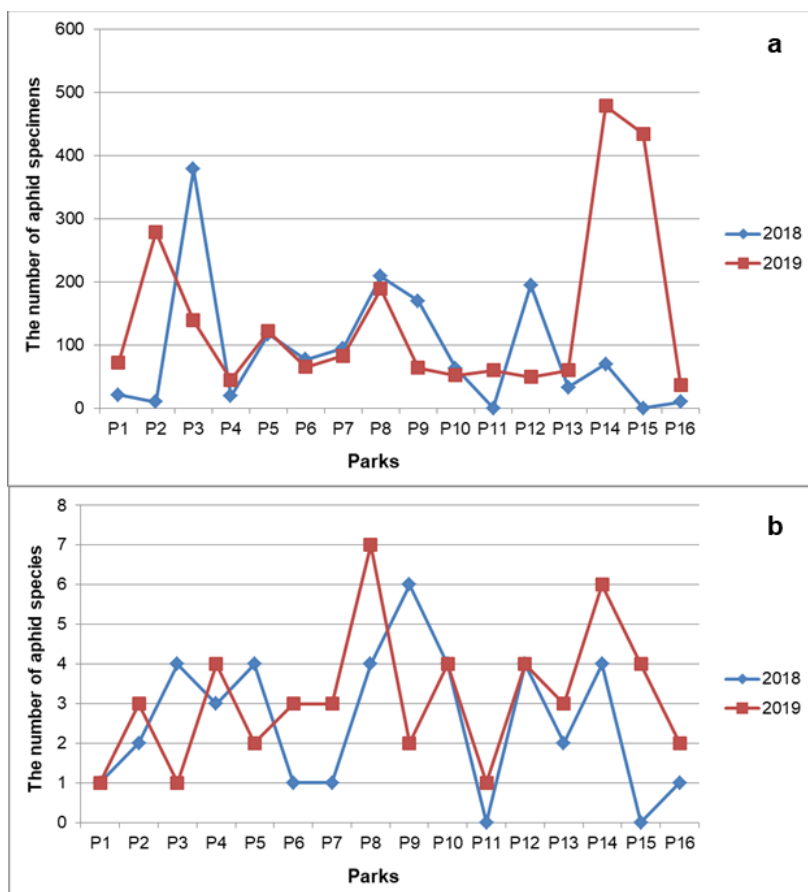 a
The number of aphid specimens
600
500
400
300
200
100
0
P1 P2 P3 P4 P5 P6 P7 P8 P9 P10 P11 P12 P13 P14 P15 P16
Parks
2018
2019
b
The number of aphid species
8
7
6
5
4
3
2
1
0
P1 P2 P3 P4 P5 P6 P7 P8 P9 P10 P11 P12 P13 P14 P15 P16
Parks
2018
2019